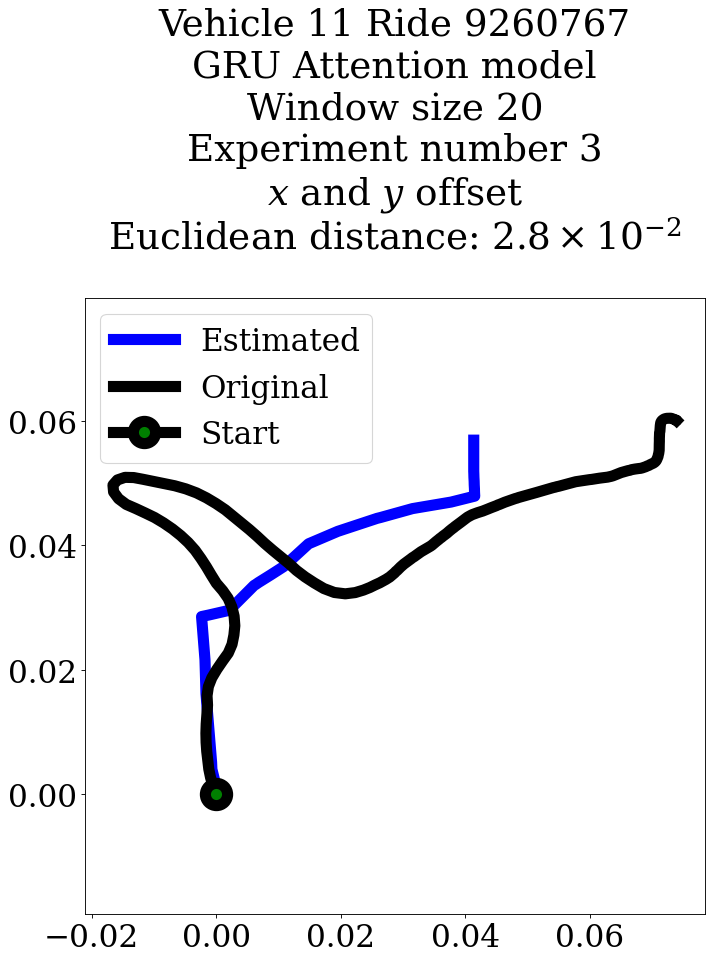 Vehicle 11 Ride 9260767
GRU Attention model
Window size 20
Experiment number 3
x and y offset
Euclidean distance: 2.8 × 10⁻²
Estimated
Original
Start
0.06
0.04
0.02
0.00
−0.02 0.00 0.02 0.04 0.06